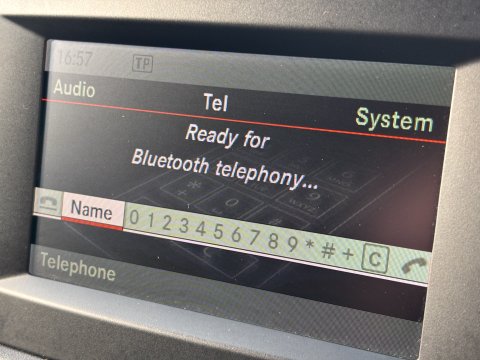 16:57 TP
Audio Tel System
Ready for
Bluetooth telephony...
Name 0 1 2 3 4 5 6 7 8 9 * # + C
Telephone